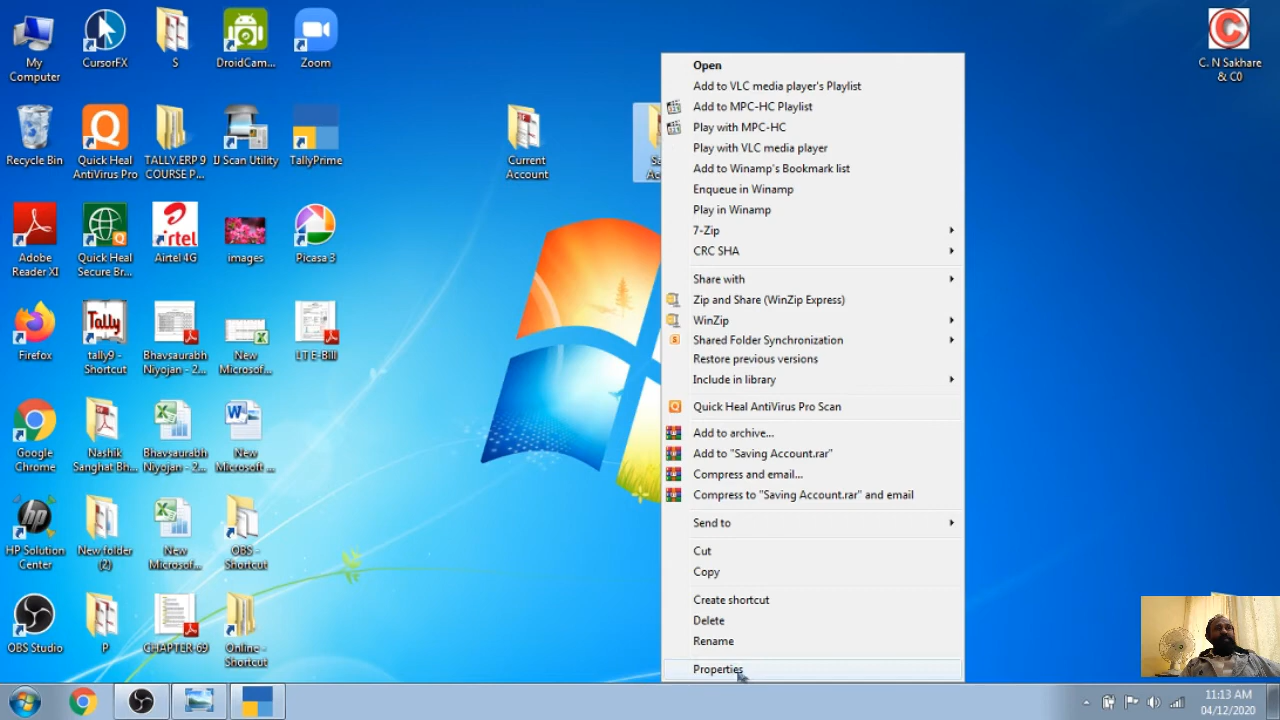 My
Computer
CursorFX
S
DroidCam...
Zoom
C. N Sakhare
& C0
Recycle Bin
Quick Heal
AntiVirus Pro
TALLY.ERP 9
COURSE P...
IJ Scan Utility
TallyPrime
Current
Account
Adobe
Reader XI
Quick Heal
Secure Br...
airtel
Airtel 4G
images
Picasa 3
Firefox
Tally
tally9 -
Shortcut
Bhavsaurabh
Niyojan - 2...
New
Microsof...
L T E-Bill
Google
Chrome
Nashik
Sanghat Bh...
Bhavsaurabh
Niyojan - 2...
New
Microsoft ...
hp
HP Solution
Center
New folder
(2)
New
Microsof...
OBS -
Shortcut
OBS Studio
P
CHAPTER-69
Online -
Shortcut
Open
Add to VLC media player's Playlist
Add to MPC-HC Playlist
Play with MPC-HC
Play with VLC media player
Add to Winamp's Bookmark list
Enqueue in Winamp
Play in Winamp
7-Zip
CRC SHA
Share with
Zip and Share (WinZip Express)
WinZip
Shared Folder Synchronization
Restore previous versions
Include in library
Quick Heal AntiVirus Pro Scan
Add to archive...
Add to "Saving Account.rar"
Compress and email...
Compress to "Saving Account.rar" and email
Send to
Cut
Copy
Create shortcut
Delete
Rename
Properties
11:13 AM
04/12/2020